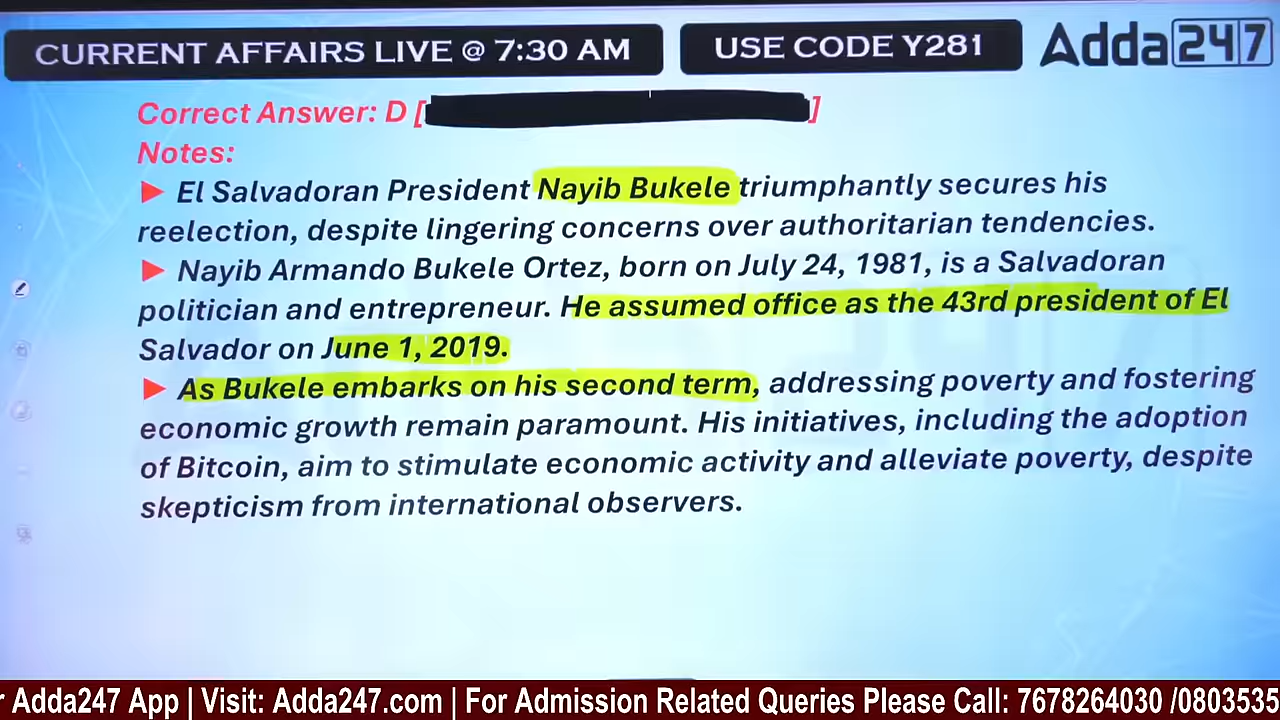 CURRENT AFFAIRS LIVE @ 7:30 AM
USE CODE Y281
Adda247
Correct Answer: D [ ]
Notes:
► El Salvadoran President Nayib Bukele triumphantly secures his
reelection, despite lingering concerns over authoritarian tendencies.
► Nayib Armando Bukele Ortez, born on July 24, 1981, is a Salvadoran
politician and entrepreneur. He assumed office as the 43rd president of El
Salvador on June 1, 2019.
► As Bukele embarks on his second term, addressing poverty and fostering
economic growth remain paramount. His initiatives, including the adoption
of Bitcoin, aim to stimulate economic activity and alleviate poverty, despite
skepticism from international observers.
r Adda247 App | Visit: Adda247.com | For Admission Related Queries Please Call: 7678264030 /0803535